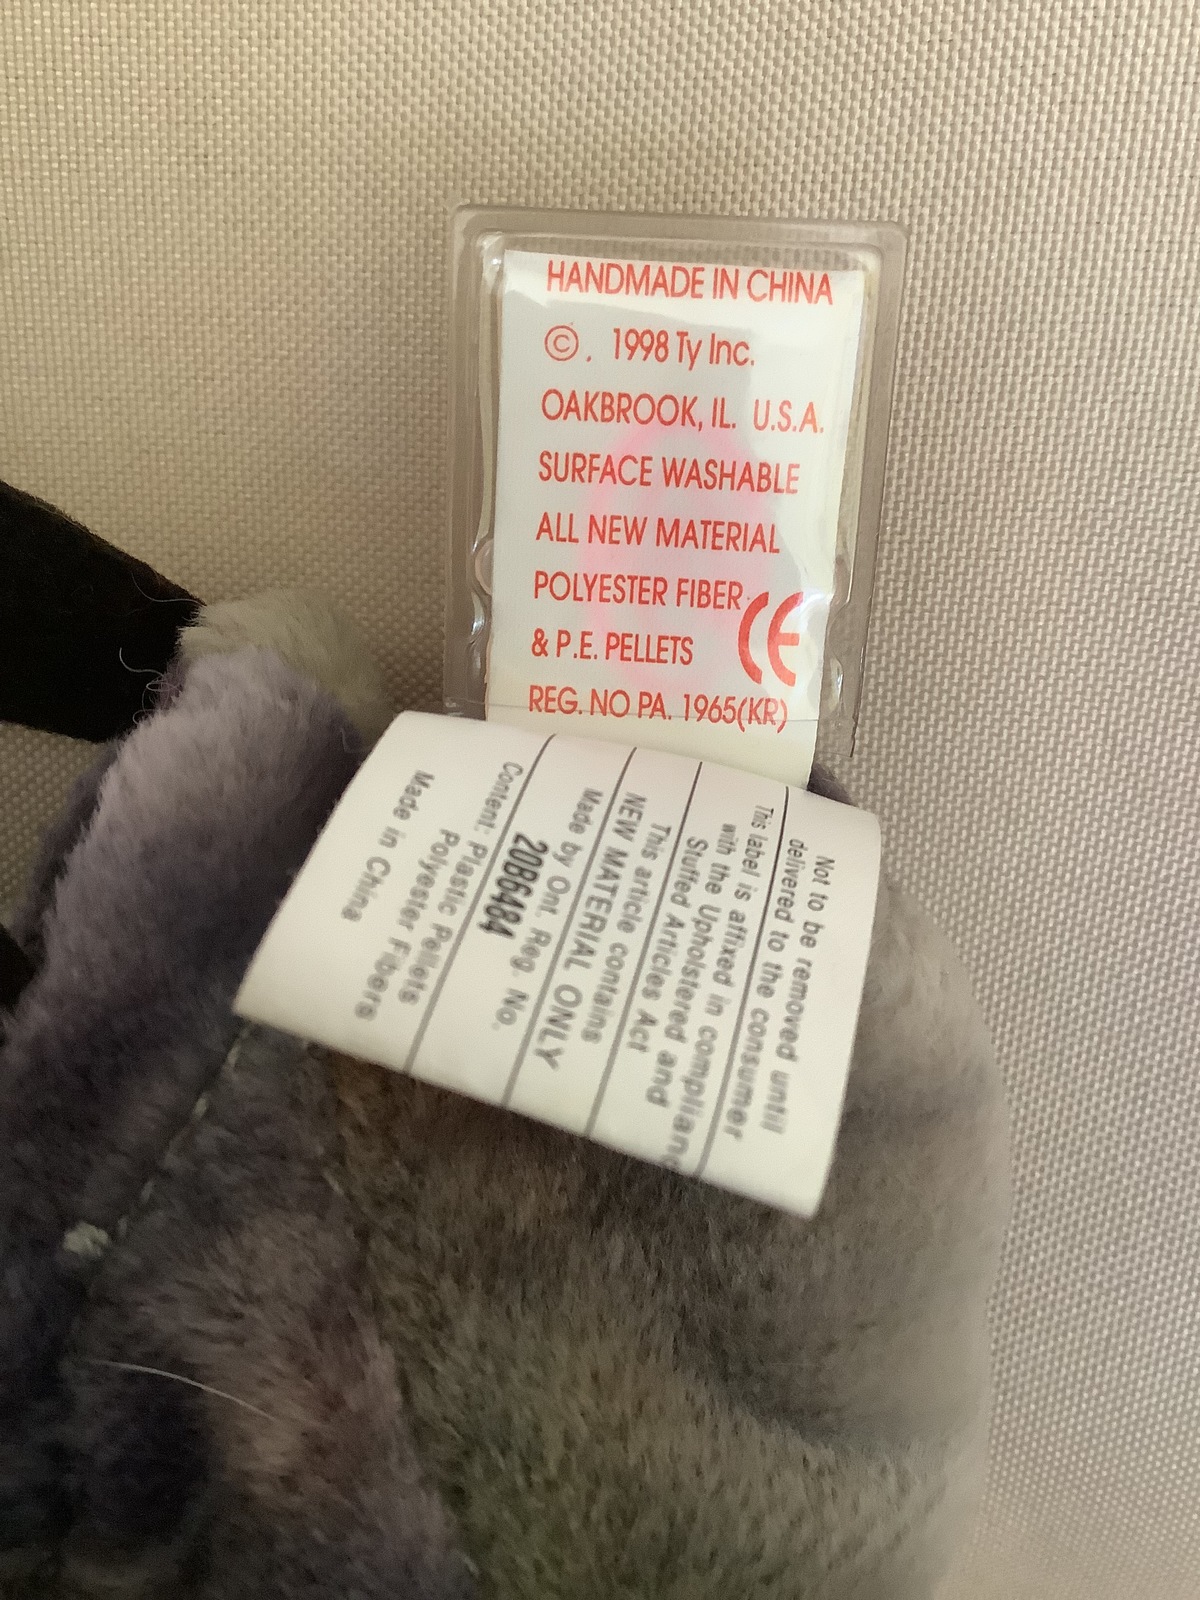 HANDMADE IN CHINA
©. 1998 Ty Inc.
OAKBROOK, IL. U.S.A.
SURFACE WASHABLE
ALL NEW MATERIAL
POLYESTER FIBER
& P.E. PELLETS
CE
REG. NO PA. 1965(KR)
Not to be removed until
delivered to the consumer
This label is affixed in complianc
with the Upholstered and
Stuffed Articles Act
This article contains
NEW MATERIAL ONLY
Made by Ont. Reg. No.
20B6484
Content: Plastic Pellets
Polyester Fibers
Made in China